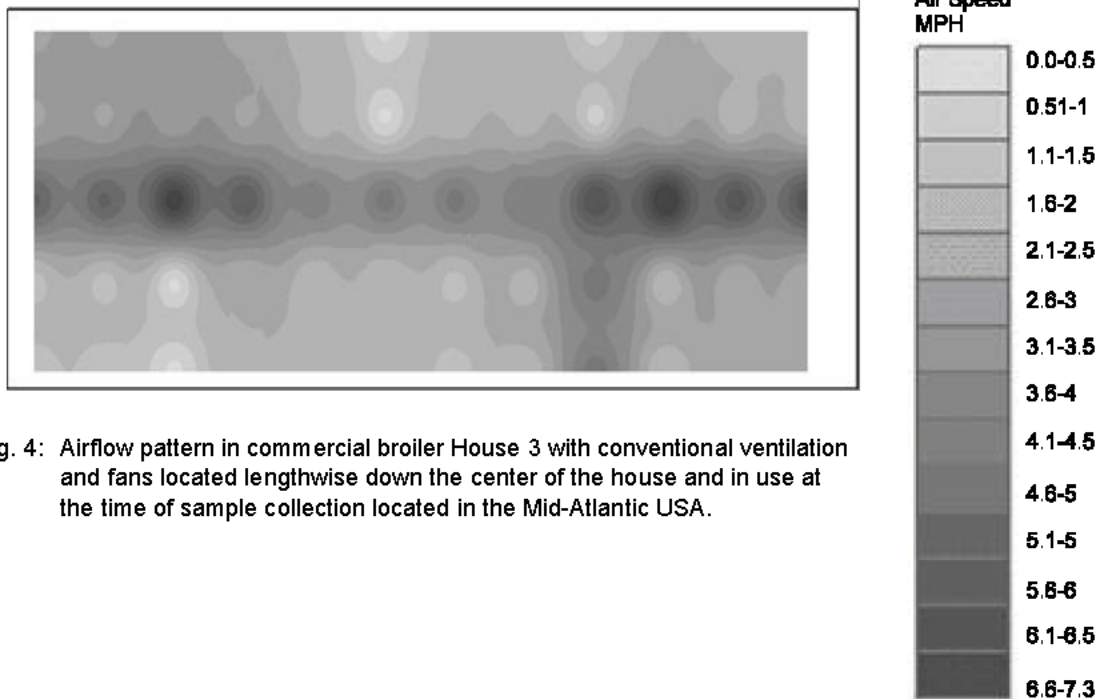 Air Speed
MPH
0.0-0.5
0.51-1
1.1-1.5
1.6-2
2.1-2.5
2.6-3
3.1-3.5
3.6-4
4.1-4.5
4.6-5
5.1-5
5.6-6
6.1-6.5
6.6-7.3
g. 4: Airflow pattern in commercial broiler House 3 with conventional ventilation
and fans located lengthwise down the center of the house and in use at
the time of sample collection located in the Mid-Atlantic USA.